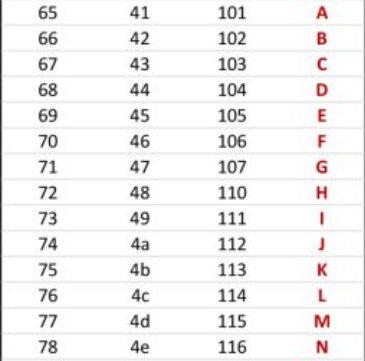 65 41 101 A
66 42 102 B
67 43 103 C
68 44 104 D
69 45 105 E
70 46 106 F
71 47 107 G
72 48 110 H
73 49 111 I
74 4a 112 J
75 4b 113 K
76 4c 114 L
77 4d 115 M
78 4e 116 N